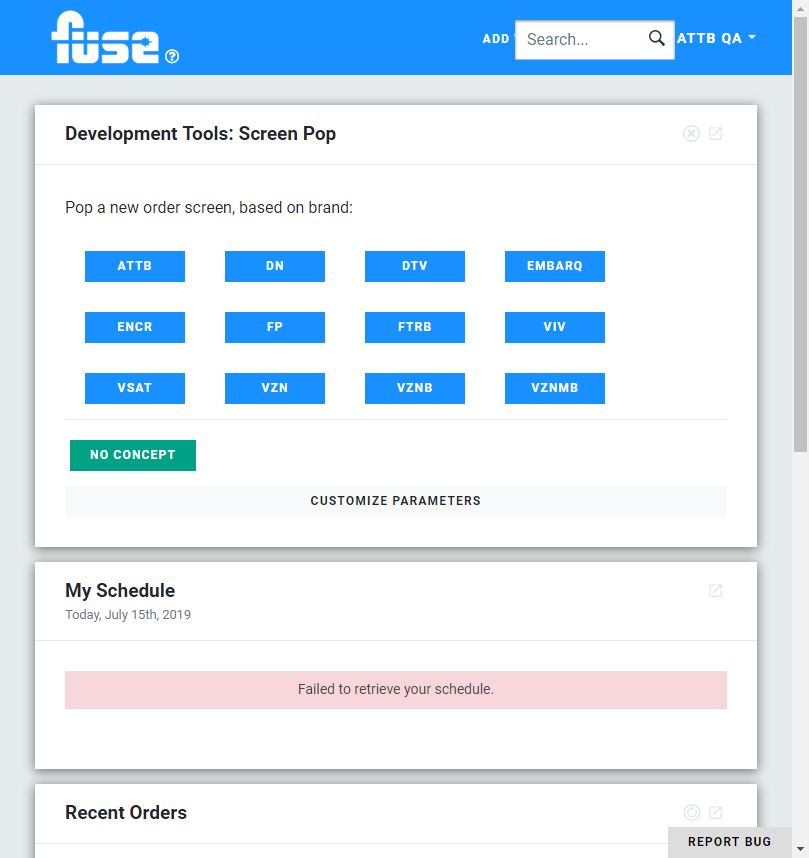 fuse
ADD
Search...
ATTB QA
Development Tools: Screen Pop
Pop a new order screen, based on brand:
ATTB DN DTV EMBARQ
ENCR FP FTRB VIV
VSAT VZN VZNB VZNMB
NO CONCEPT
CUSTOMIZE PARAMETERS
My Schedule
Today, July 15th, 2019
Failed to retrieve your schedule.
Recent Orders
REPORT BUG